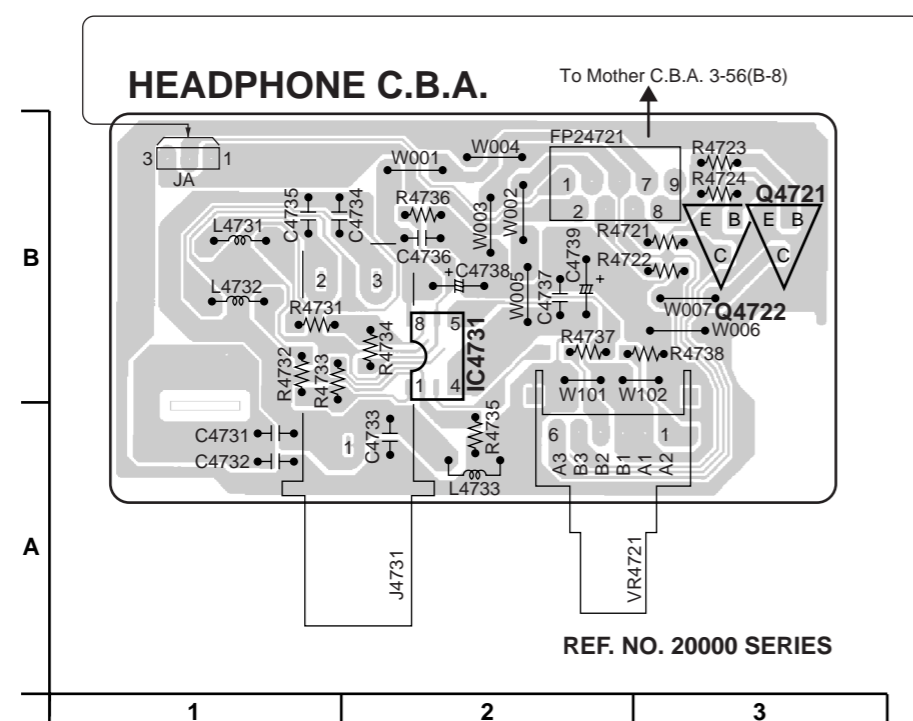 HEADPHONE C.B.A.
To Mother C.B.A. 3-56(B-8)
FP24721
R4723
W004
W001
3 1
JA
R4724
1 7 9
Q4721
R4736
C4735
C4734
W003
W002
2 8
E B E B
L4731
R4721
C C
C4736
C4739
B
R4722
L4732
2 3
+ C4738
W005
C4737
+
W007
Q4722
R4731
W006
8 5
IC4731
R4734
R4737
R4738
R4732
R4733
1 4
W101 W102
C4731
1
C4733
R4735
6 1
A3 B3 B2 B1 A1 A2
C4732
L4733
A
J4731
VR4721
REF. NO. 20000 SERIES
1 2 3